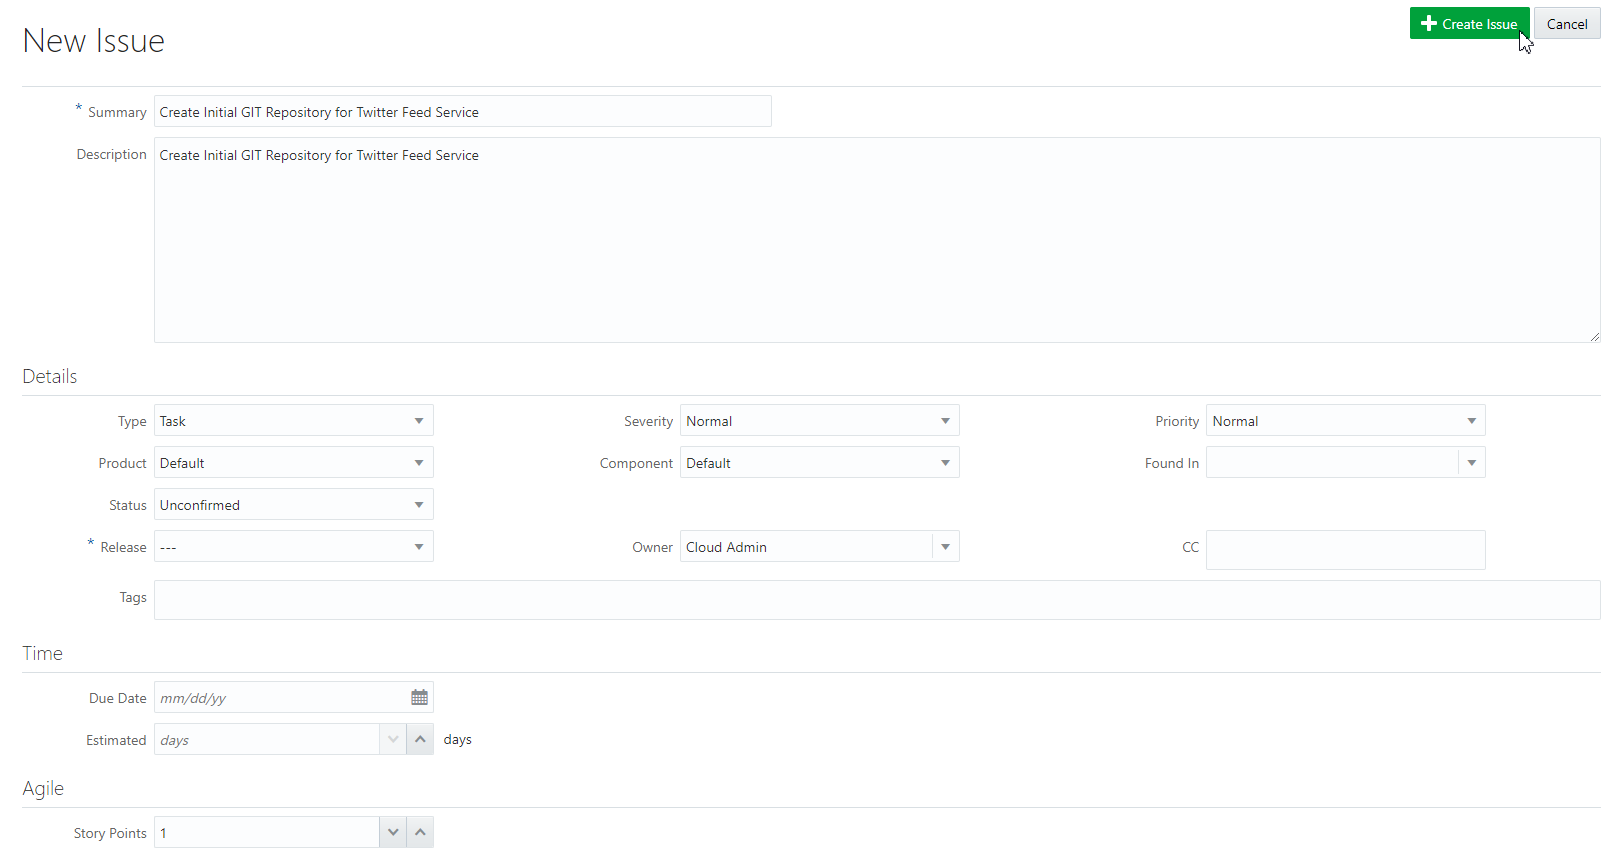 New Issue
Create Issue Cancel
* Summary Create Initial GIT Repository for Twitter Feed Service
Description Create Initial GIT Repository for Twitter Feed Service
Details
Type Task Severity Normal Priority Normal
Product Default Component Default Found In
Status Unconfirmed
* Release --- Owner Cloud Admin CC
Tags
Time
Due Date mm/dd/yy
Estimated days days
Agile
Story Points 1